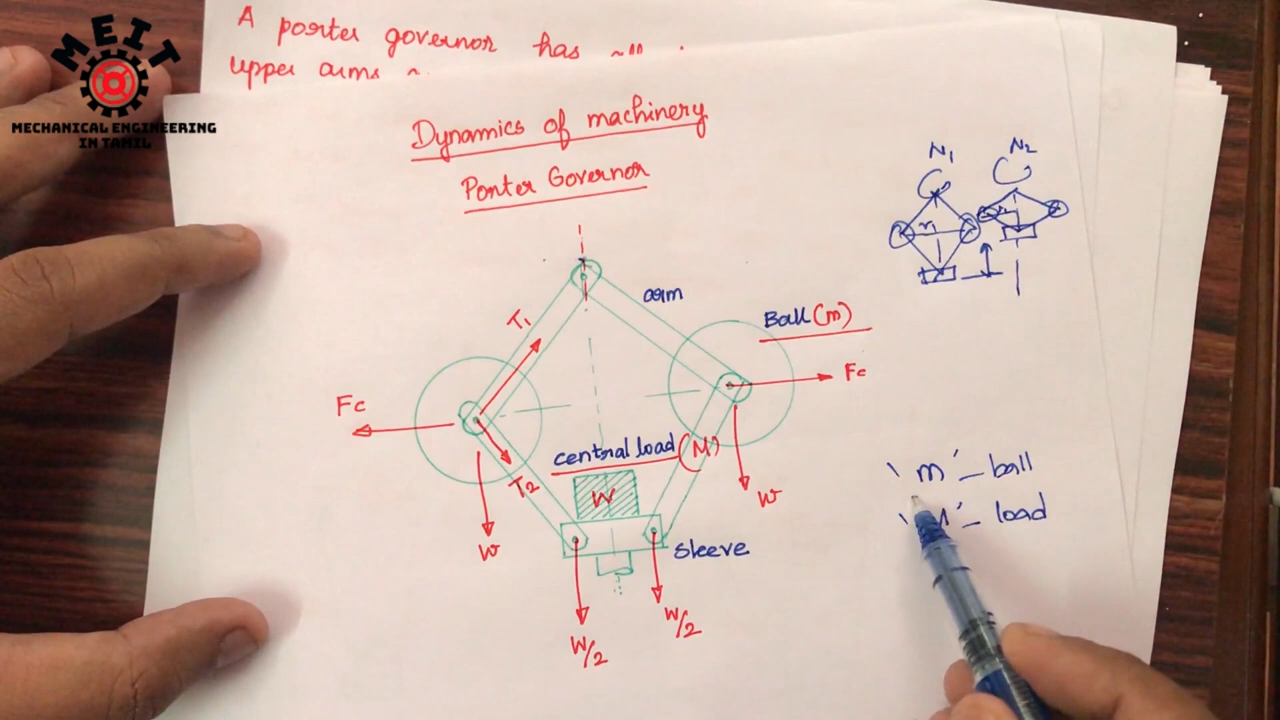 MEIT
MECHANICAL ENGINEERING
IN TAMIL
A porter governor has
upper arms
Dynamics of machinery
Porter Governor
N1
N2
r1
arm
T1
Ball (m)
Fc
Fc
central load (M)
T2
W
w
w
sleeve
W/2
W/2
'm' - ball
- load